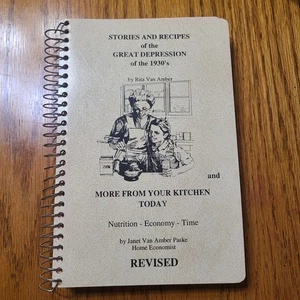 STORIES AND RECIPES
of the
GREAT DEPRESSION
of the 1930's
by Rita Van Amber
and
MORE FROM YOUR KITCHEN
TODAY
Nutrition - Economy - Time
by Janet Van Amber Paske
Home Economist
REVISED